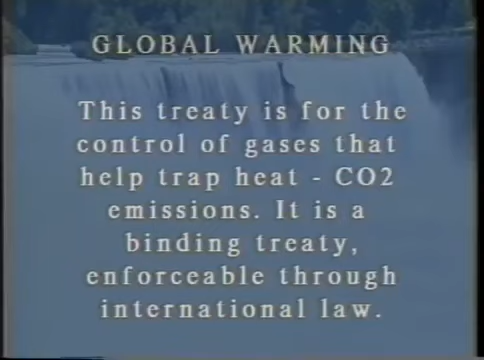 GLOBAL WARMING
This treaty is for the
control of gases that
help trap heat - CO2
emissions. It is a
binding treaty,
enforceable through
international law.